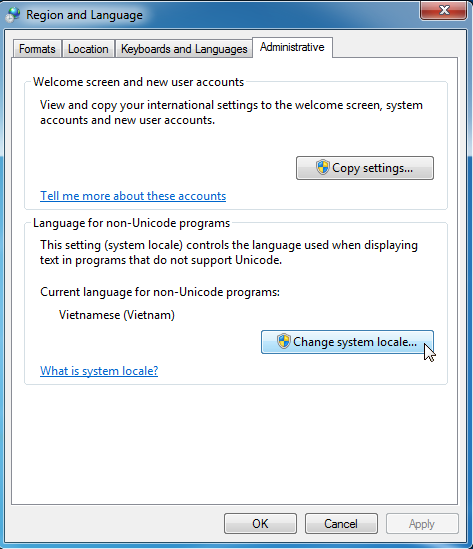 Region and Language
Formats
Location
Keyboards and Languages
Administrative
Welcome screen and new user accounts
View and copy your international settings to the welcome screen, system
accounts and new user accounts.
Copy settings...
Tell me more about these accounts
Language for non-Unicode programs
This setting (system locale) controls the language used when displaying
text in programs that do not support Unicode.
Current language for non-Unicode programs:
Vietnamese (Vietnam)
Change system locale...
What is system locale?
OK
Cancel
Apply